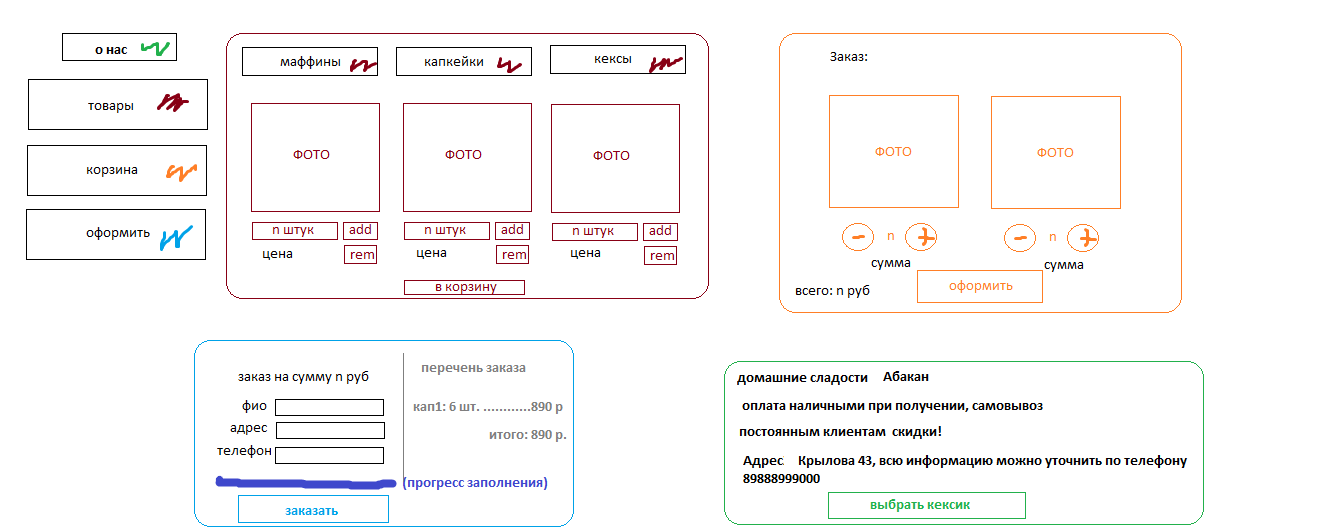 о нас
товары
корзина
оформить
маффины капкейки кексы
ФОТО ФОТО ФОТО
n штук add n штук add n штук add
цена rem цена rem цена rem
в корзину
Заказ:
ФОТО ФОТО
- n + - n +
сумма сумма
всего: n руб оформить
заказ на сумму n руб
фио
адрес
телефон
(прогресс заполнения)
заказать
перечень заказа
кап1: 6 шт. ............890 р
итого: 890 р.
домашние сладости Абакан
оплата наличными при получении, самовывоз
постоянным клиентам скидки!
Адрес Крылова 43, всю информацию можно уточнить по телефону
89888999000
выбрать кексик